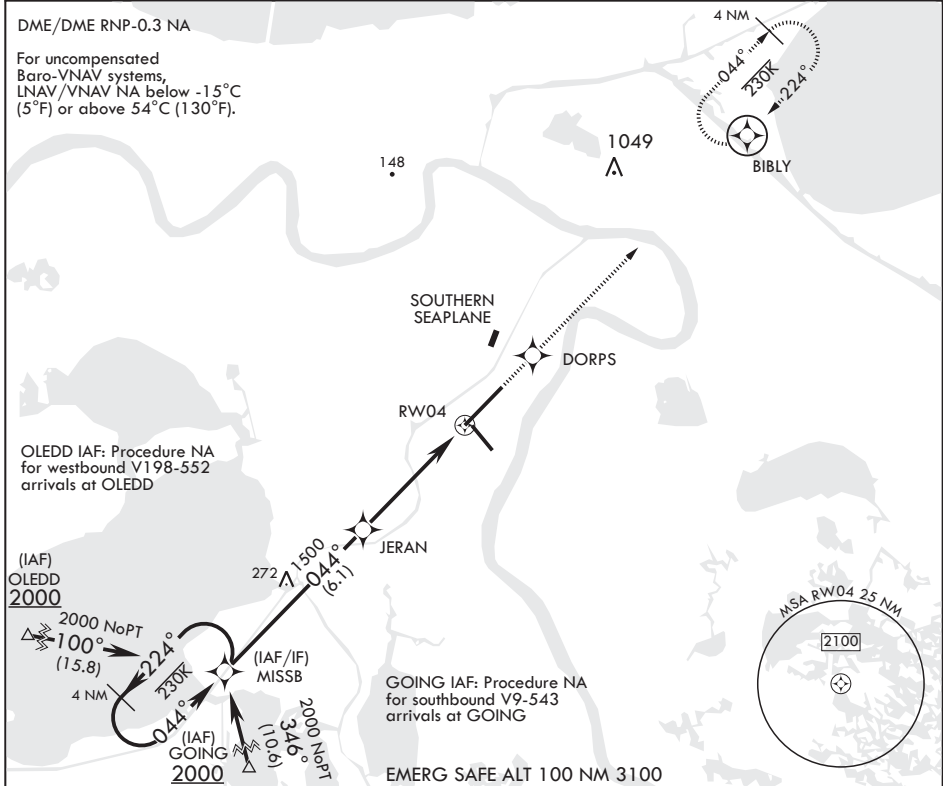 DME/DME RNP-0.3 NA
For uncompensated
Baro-VNAV systems,
LNAV/VNAV NA below -15°C
(5°F) or above 54°C (130°F).
4 NM
044°
230K
224°
BIBLY
1049
148
SOUTHERN
SEAPLANE
DORPS
RW04
OLEDD IAF: Procedure NA
for westbound V198-552
arrivals at OLEDD
JERAN
272
1500
044°
(6.1)
(IAF)
OLEDD
2000
2000 NoPT
100°
(15.8)
224°
230K
4 NM
044°
(IAF/IF)
MISSB
(IAF)
GOING
2000
2000 NoPT
346°
(10.6)
GOING IAF: Procedure NA
for southbound V9-543
arrivals at GOING
MSA RW04 25 NM
2100
EMERG SAFE ALT 100 NM 3100